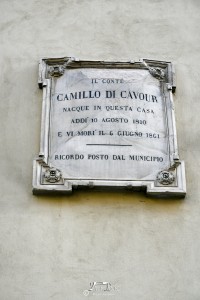 IL CONTE
CAMILLO DI CAVOUR
NACQUE IN QUESTA CASA
ADDÌ 10 AGOSTO 1810
E VI MORÌ IL 6 GIUGNO 1861
RICORDO POSTO DAL MUNICIPIO